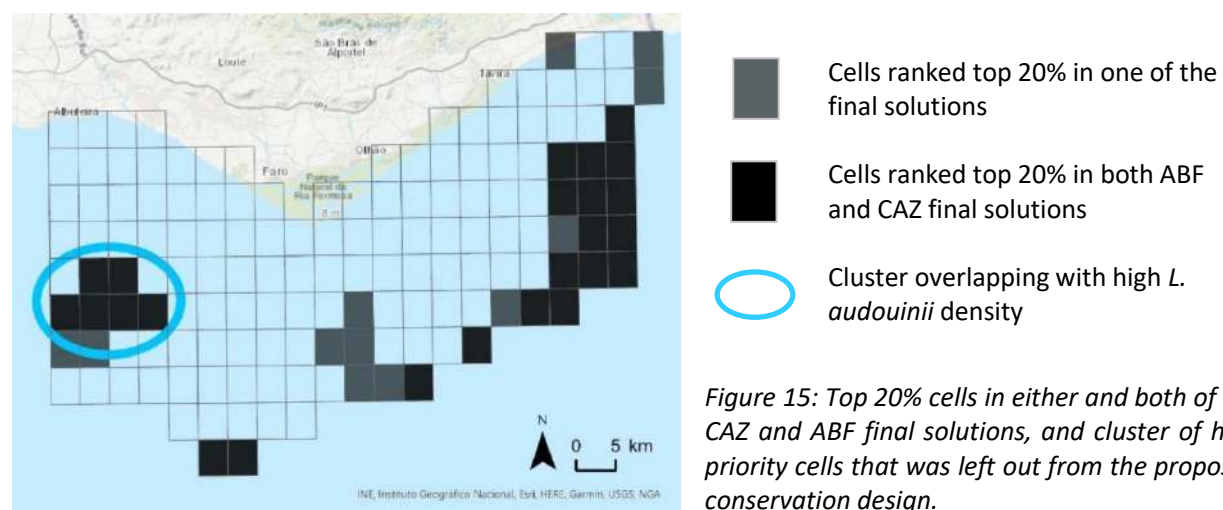 São Brás de
Alportel
Loulé
Tavira
Albufeira
Olhão
Faro
Parque
Natural da
Ria Formosa
8 m
N
0 5 km
INE, Instituto Geográfico Nacional, Esri, HERE, Garmin, USGS, NGA
Cells ranked top 20% in one of the
final solutions
Cells ranked top 20% in both ABF
and CAZ final solutions
Cluster overlapping with high L.
audouinii density
Figure 15: Top 20% cells in either and both of
CAZ and ABF final solutions, and cluster of h
priority cells that was left out from the propos
conservation design.